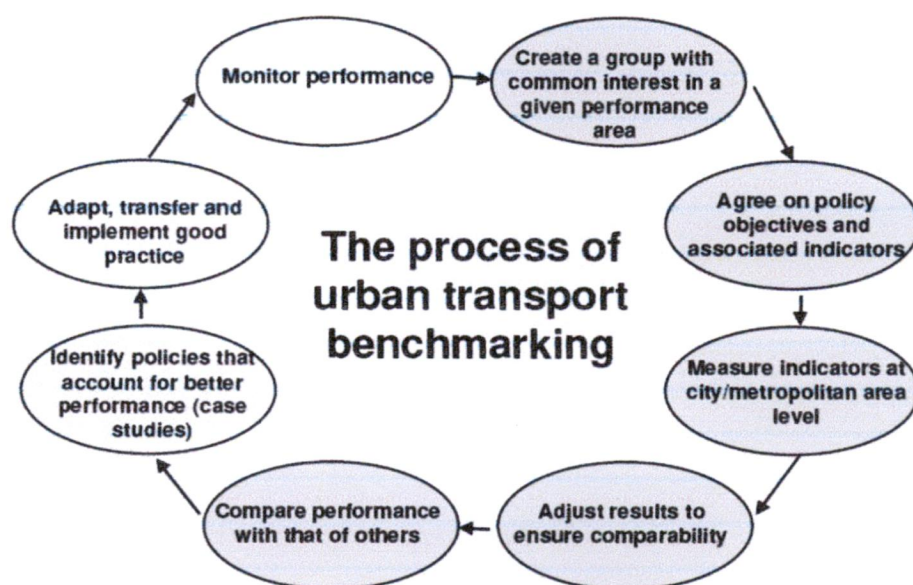 Monitor performance
Create a group with
common interest in a
given performance
area
Agree on policy
objectives and
associated indicators
Measure indicators at
city/metropolitan area
level
Adjust results to
ensure comparability
Compare performance
with that of others
Identify policies that
account for better
performance (case
studies)
Adapt, transfer and
implement good
practice
The process of
urban transport
benchmarking